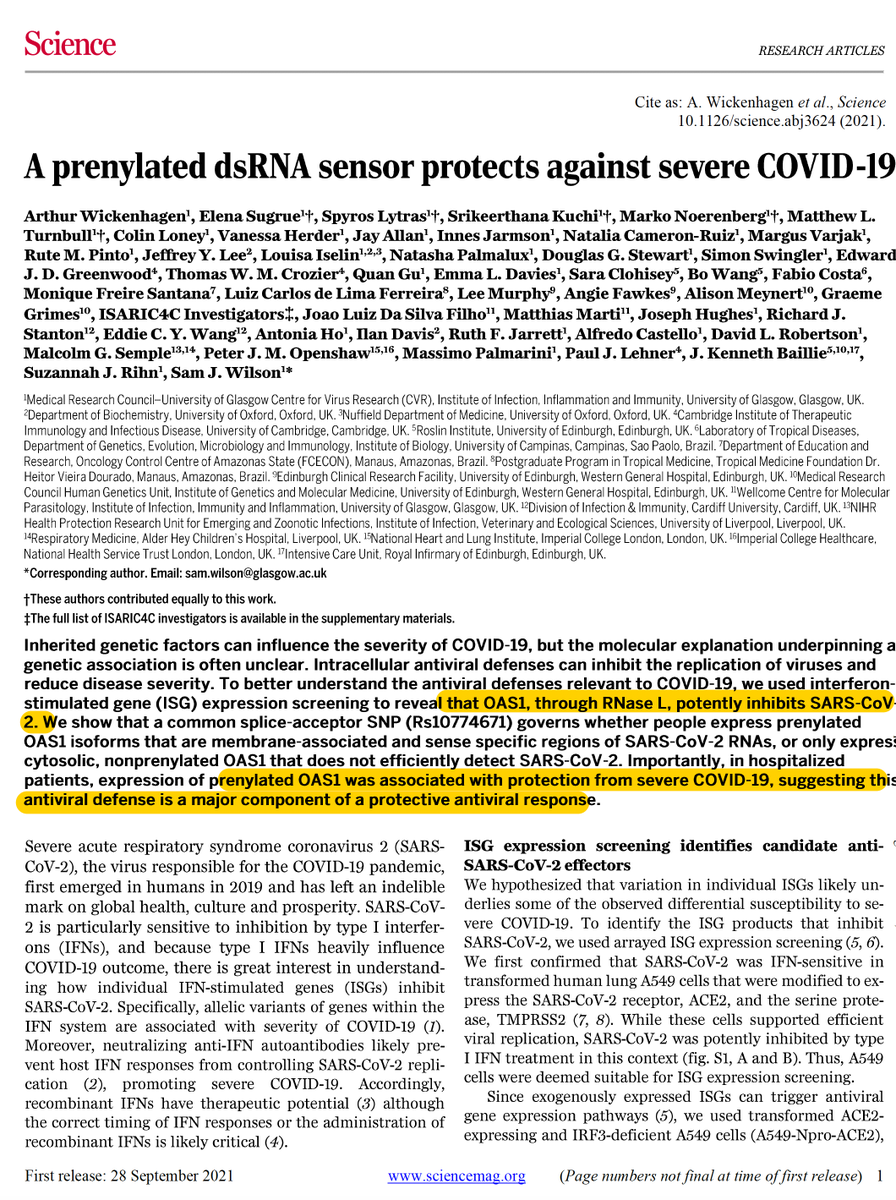 Science
RESEARCH ARTICLES
Cite as: A. Wickenhagen et al., Science
10.1126/science.abj3624 (2021).
A prenylated dsRNA sensor protects against severe COVID-19
Arthur Wickenhagen¹, Elena Sugrue¹†, Spyros Lytras¹†, Srikeerthana Kuchi¹†, Marko Noerenberg¹†, Matthew L.
Turnbull¹†, Colin Loney¹, Vanessa Herder¹, Jay Allan¹, Innes Jarmson¹, Natalia Cameron-Ruiz¹, Margus Varjak¹,
Rute M. Pinto¹, Jeffrey Y. Lee², Louisa Iselin¹,²,³, Natasha Palmalux¹, Douglas G. Stewart¹, Simon Swingler¹, Edward
J. D. Greenwood⁴, Thomas W. M. Crozier⁴, Quan Gu¹, Emma L. Davies¹, Sara Clohisey⁵, Bo Wang⁵, Fabio Costa⁶,
Monique Freire Santana⁷, Luiz Carlos de Lima Ferreira⁸, Lee Murphy⁹, Angie Fawkes⁹, Alison Meynert¹⁰, Graeme
Grimes¹⁰, ISARIC4C Investigators‡, Joao Luiz Da Silva Filho¹¹, Matthias Marti¹¹, Joseph Hughes¹, Richard J.
Stanton¹², Eddie C. Y. Wang¹², Antonia Ho¹, Ilan Davis², Ruth F. Jarrett¹, Alfredo Castello¹, David L. Robertson¹,
Malcolm G. Semple¹³,¹⁴, Peter J. M. Openshaw¹⁵,¹⁶, Massimo Palmarini¹, Paul J. Lehner⁴, J. Kenneth Baillie⁵,¹⁰,¹⁷,
Suzannah J. Rihn¹, Sam J. Wilson¹*
¹Medical Research Council–University of Glasgow Centre for Virus Research (CVR), Institute of Infection, Inflammation and Immunity, University of Glasgow, Glasgow, UK.
²Department of Biochemistry, University of Oxford, Oxford, UK. ³Nuffield Department of Medicine, University of Oxford, Oxford, UK. ⁴Cambridge Institute of Therapeutic
Immunology and Infectious Disease, University of Cambridge, Cambridge, UK. ⁵Roslin Institute, University of Edinburgh, Edinburgh, UK. ⁶Laboratory of Tropical Diseases,
Department of Genetics, Evolution, Microbiology and Immunology, Institute of Biology, University of Campinas, Campinas, Sao Paolo, Brazil. ⁷Department of Education and
Research, Oncology Control Centre of Amazonas State (FCECON), Manaus, Amazonas, Brazil. ⁸Postgraduate Program in Tropical Medicine, Tropical Medicine Foundation Dr.
Heitor Vieira Dourado, Manaus, Amazonas, Brazil. ⁹Edinburgh Clinical Research Facility, University of Edinburgh, Western General Hospital, Edinburgh, UK. ¹⁰Medical Research
Council Human Genetics Unit, Institute of Genetics and Molecular Medicine, University of Edinburgh, Western General Hospital, Edinburgh, UK. ¹¹Wellcome Centre for Molecular
Parasitology, Institute of Infection, Immunity and Inflammation, University of Glasgow, Glasgow, UK. ¹²Division of Infection & Immunity, Cardiff University, Cardiff, UK. ¹³NIHR
Health Protection Research Unit for Emerging and Zoonotic Infections, Institute of Infection, Veterinary and Ecological Sciences, University of Liverpool, Liverpool, UK.
¹⁴Respiratory Medicine, Alder Hey Children's Hospital, Liverpool, UK. ¹⁵National Heart and Lung Institute, Imperial College London, London, UK. ¹⁶Imperial College Healthcare,
National Health Service Trust London, London, UK. ¹⁷Intensive Care Unit, Royal Infirmary of Edinburgh, Edinburgh, UK.
*Corresponding author. Email: sam.wilson@glasgow.ac.uk
†These authors contributed equally to this work.
‡The full list of ISARIC4C investigators is available in the supplementary materials.
Inherited genetic factors can influence the severity of COVID-19, but the molecular explanation underpinning a
genetic association is often unclear. Intracellular antiviral defenses can inhibit the replication of viruses and
reduce disease severity. To better understand the antiviral defenses relevant to COVID-19, we used interferon-
stimulated gene (ISG) expression screening to reveal that OAS1, through RNase L, potently inhibits SARS-CoV-
2. We show that a common splice-acceptor SNP (Rs10774671) governs whether people express prenylated
OAS1 isoforms that are membrane-associated and sense specific regions of SARS-CoV-2 RNAs, or only express
cytosolic, nonprenylated OAS1 that does not efficiently detect SARS-CoV-2. Importantly, in hospitalized
patients, expression of prenylated OAS1 was associated with protection from severe COVID-19, suggesting this
antiviral defense is a major component of a protective antiviral response.
Severe acute respiratory syndrome coronavirus 2 (SARS-
CoV-2), the virus responsible for the COVID-19 pandemic,
first emerged in humans in 2019 and has left an indelible
mark on global health, culture and prosperity. SARS-CoV-
2 is particularly sensitive to inhibition by type I interfer-
ons (IFNs), and because type I IFNs heavily influence
COVID-19 outcome, there is great interest in understand-
ing how individual IFN-stimulated genes (ISGs) inhibit
SARS-CoV-2. Specifically, allelic variants of genes within the
IFN system are associated with severity of COVID-19 (1).
Moreover, neutralizing anti-IFN autoantibodies likely pre-
vent host IFN responses from controlling SARS-CoV-2 repli-
cation (2), promoting severe COVID-19. Accordingly,
recombinant IFNs have therapeutic potential (3) although
the correct timing of IFN responses or the administration of
recombinant IFNs is likely critical (4).
ISG expression screening identifies candidate anti-
SARS-CoV-2 effectors
We hypothesized that variation in individual ISGs likely un-
derlies some of the observed differential susceptibility to se-
vere COVID-19. To identify the ISG products that inhibit
SARS-CoV-2, we used arrayed ISG expression screening (5, 6).
We first confirmed that SARS-CoV-2 was IFN-sensitive in
transformed human lung A549 cells that were modified to ex-
press the SARS-CoV-2 receptor, ACE2, and the serine prote-
ase, TMPRSS2 (7, 8). While these cells supported efficient
viral replication, SARS-CoV-2 was potently inhibited by type
I IFN treatment in this context (fig. S1, A and B). Thus, A549
cells were deemed suitable for ISG expression screening.
Since exogenously expressed ISGs can trigger antiviral
gene expression pathways (5), we used transformed ACE2-
expressing and IRF3-deficient A549 cells (A549-Npro-ACE2),
First release: 28 September 2021
www.sciencemag.org
(Page numbers not final at time of first release) 1